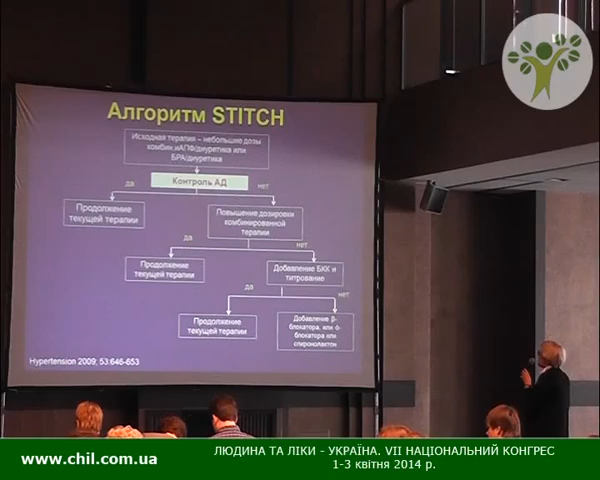 Алгоритм STITCH
Исходная терапия – небольшие дозы
комбин.иАПФ/диуретика или
БРА/диуретика
Контроль АД
да
нет
Продолжение
текущей терапии
Повышение дозировки
комбинированной
терапии
да
нет
Продолжение
текущей терапии
Добавление БКК и
титрование
да
нет
Продолжение
текущей терапии
Добавление β-
блокатора, или α-
блокатора или
спиронолактон
Hypertension 2009; 53:646-653
www.chil.com.ua
ЛЮДИНА ТА ЛІКИ - УКРАЇНА. VII НАЦІОНАЛЬНИЙ КОНГРЕС
1-3 квітня 2014 р.